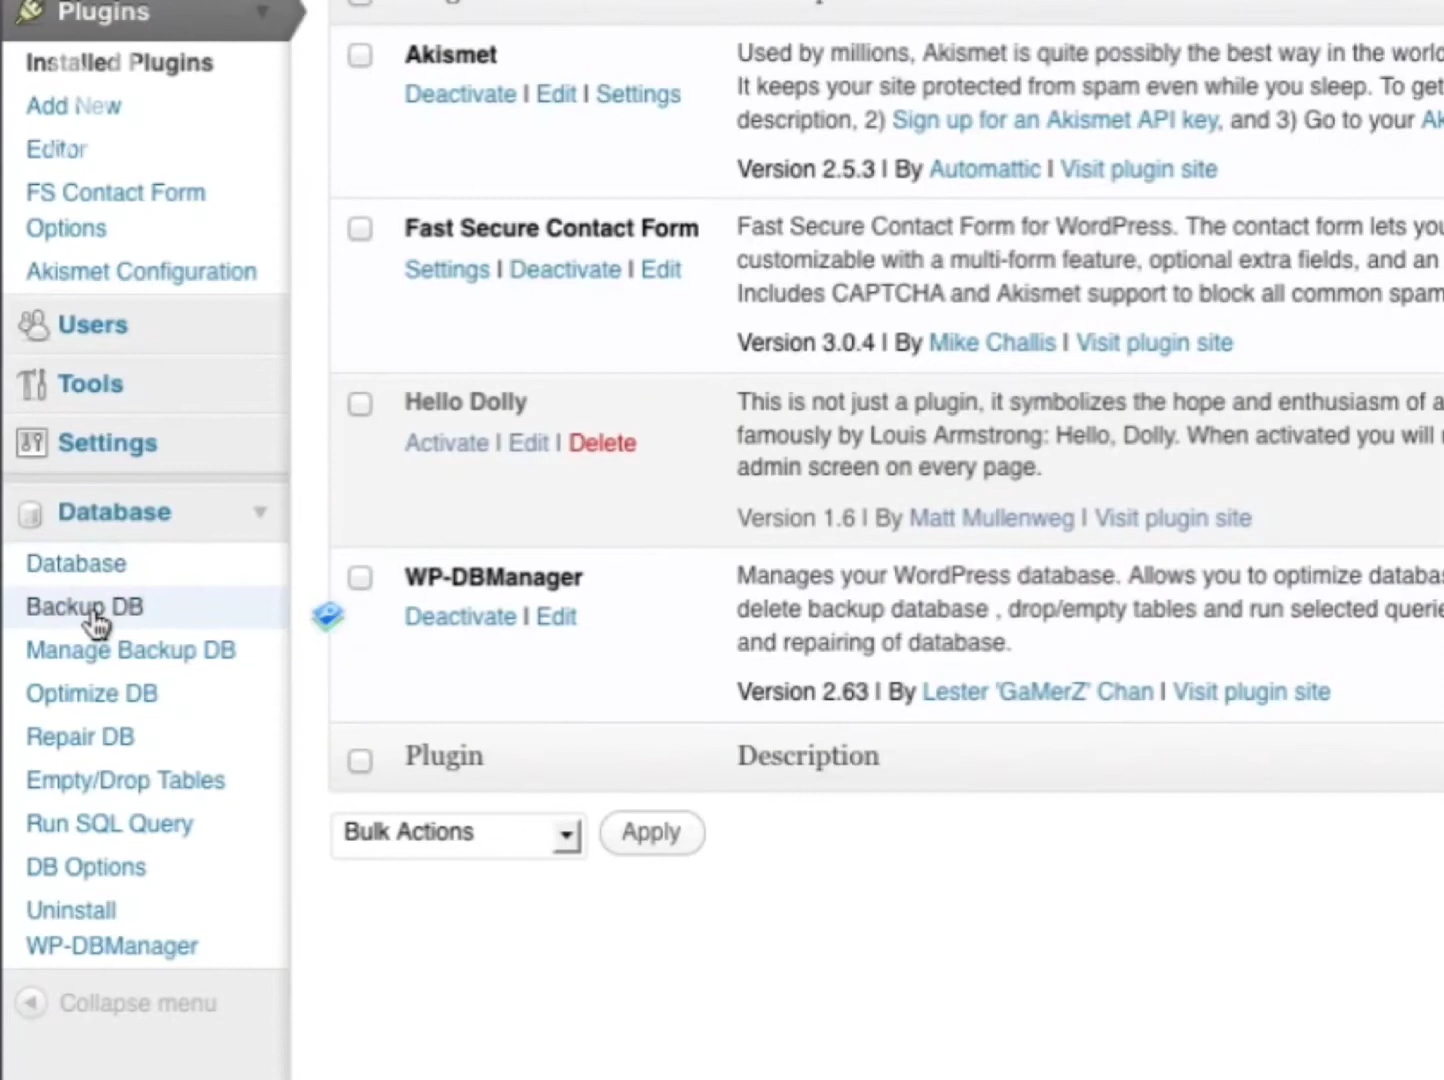 Plugins
Installed Plugins
Add New
Editor
FS Contact Form
Options
Akismet Configuration
Users
Tools
Settings
Database
Database
Backup DB
Manage Backup DB
Optimize DB
Repair DB
Empty/Drop Tables
Run SQL Query
DB Options
Uninstall
WP-DBManager
Collapse menu
Akismet
Deactivate | Edit | Settings
Used by millions, Akismet is quite possibly the best way in the world
It keeps your site protected from spam even while you sleep. To get
description, 2) Sign up for an Akismet API key, and 3) Go to your Ak
Version 2.5.3 | By Automattic | Visit plugin site
Fast Secure Contact Form
Settings | Deactivate | Edit
Fast Secure Contact Form for WordPress. The contact form lets you
customizable with a multi-form feature, optional extra fields, and an
Includes CAPTCHA and Akismet support to block all common spam
Version 3.0.4 | By Mike Challis | Visit plugin site
Hello Dolly
Activate | Edit | Delete
This is not just a plugin, it symbolizes the hope and enthusiasm of a
famously by Louis Armstrong: Hello, Dolly. When activated you will
admin screen on every page.
Version 1.6 | By Matt Mullenweg | Visit plugin site
WP-DBManager
Deactivate | Edit
Manages your WordPress database. Allows you to optimize databa
delete backup database , drop/empty tables and run selected querie
and repairing of database.
Version 2.63 | By Lester 'GaMerZ' Chan | Visit plugin site
Plugin
Description
Bulk Actions
Apply